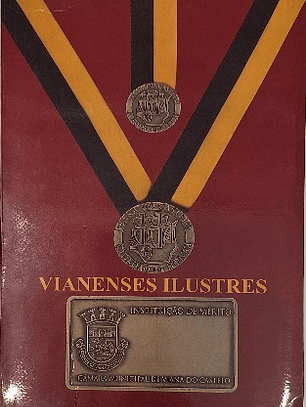 VIANENSES ILUSTRES
INSTITUIÇÃO DE MÉRITO
CÂMARA MUNICIPAL DE VIANA DO CASTELO